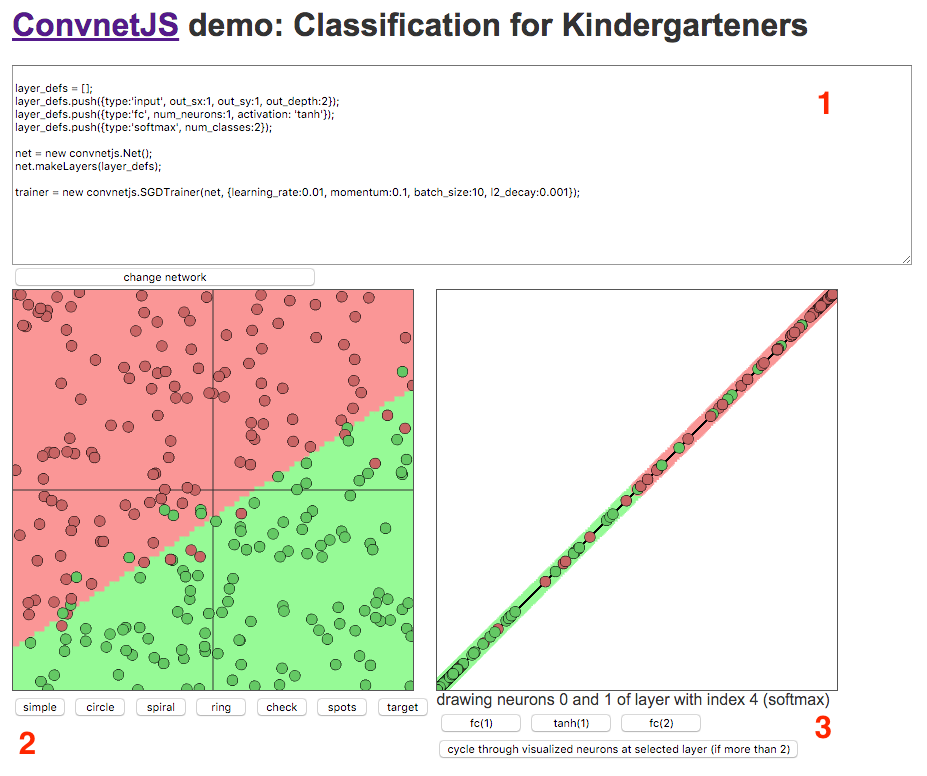 ConvnetJS demo: Classification for Kindergarteners
layer_defs = [];
layer_defs.push({type:'input', out_sx:1, out_sy:1, out_depth:2});
layer_defs.push({type:'fc', num_neurons:1, activation: 'tanh'});
layer_defs.push({type:'softmax', num_classes:2});
net = new convnetjs.Net();
net.makeLayers(layer_defs);
trainer = new convnetjs.SGDTrainer(net, {learning_rate:0.01, momentum:0.1, batch_size:10, l2_decay:0.001});
1
change network
simple circle spiral ring check spots target
2
drawing neurons 0 and 1 of layer with index 4 (softmax)
fc(1) tanh(1) fc(2)
3
cycle through visualized neurons at selected layer (if more than 2)